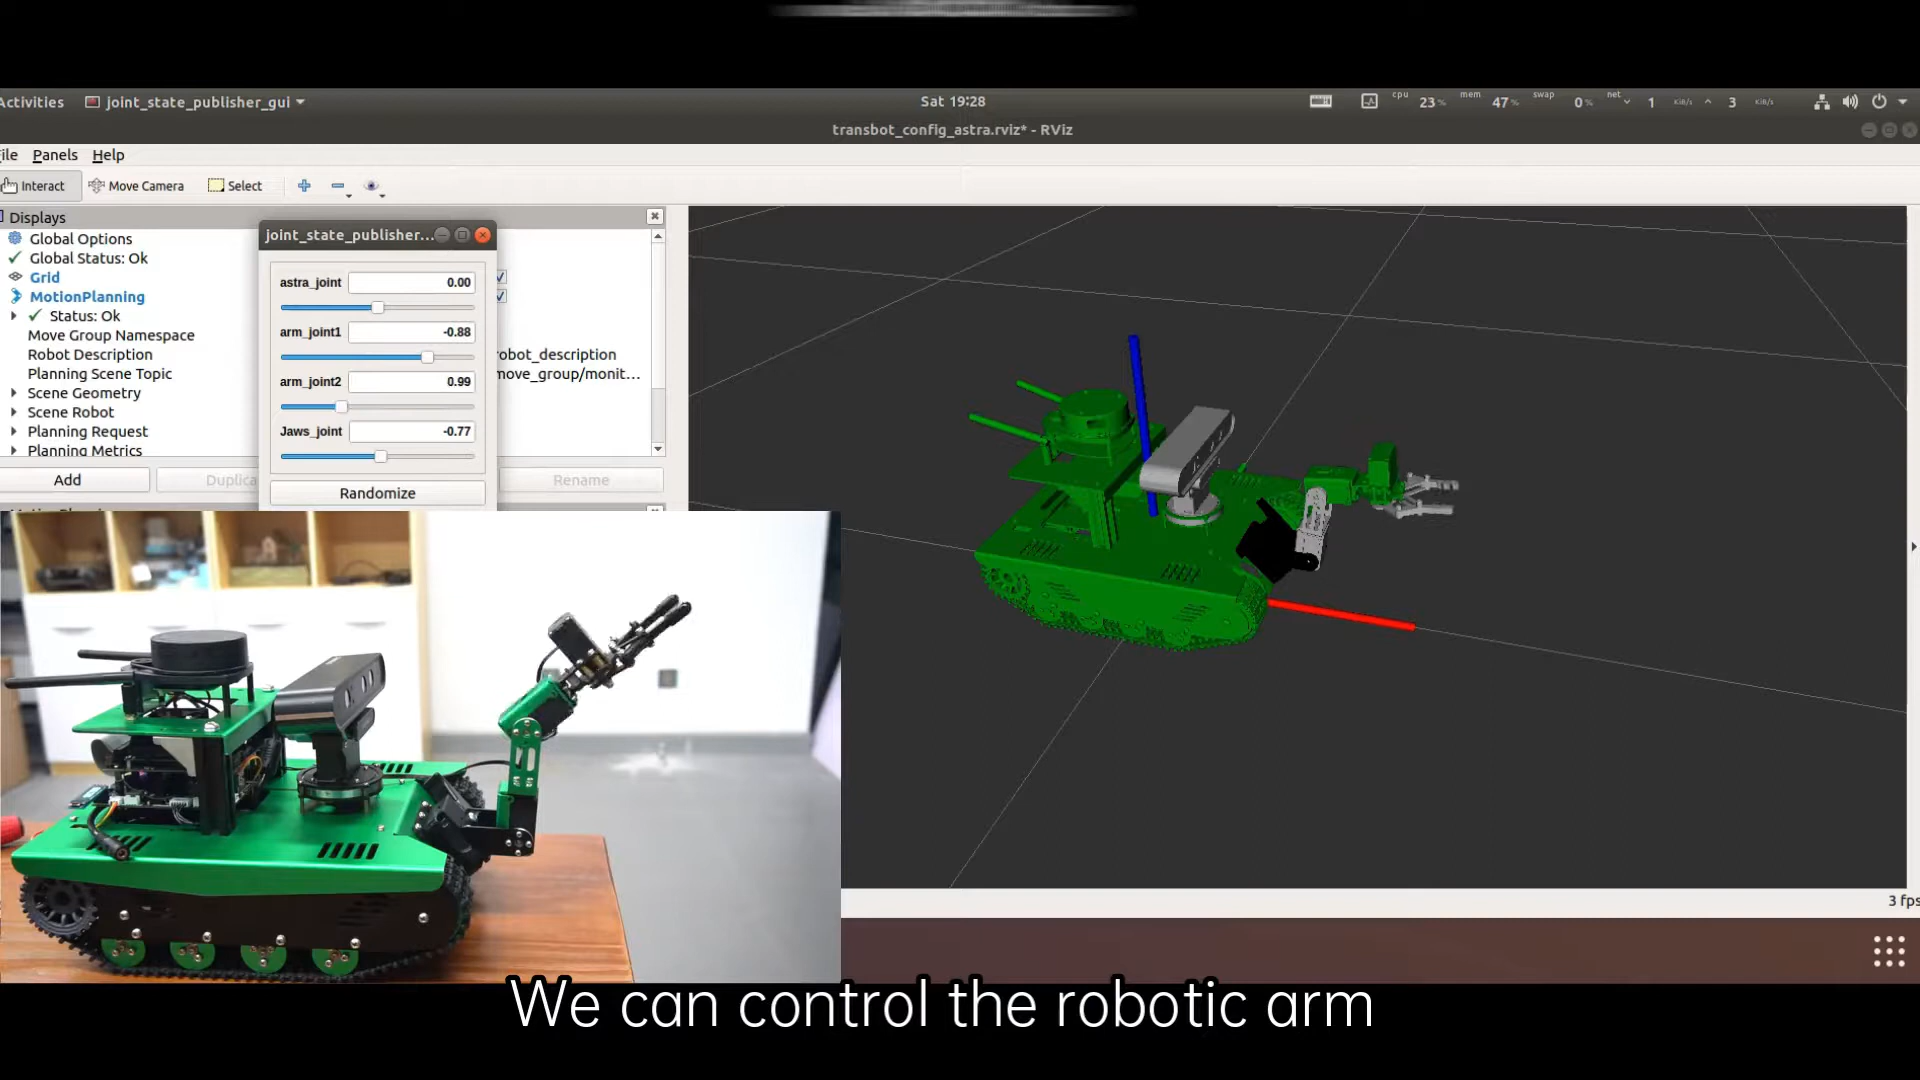 Activities joint_state_publisher_gui Sat 19:28 cpu 23% mem 47% swap 0% net 1 KiB/s 3 KiB/s
transbot_config_astra.rviz* - RViz
ile Panels Help
Interact Move Camera Select
Displays
joint_state_publisher...
Global Options
Global Status: Ok
Grid
MotionPlanning
Status: Ok
Move Group Namespace
Robot Description
obot_description
Planning Scene Topic
move_group/monit...
Scene Geometry
Scene Robot
Planning Request
Planning Metrics
astra_joint 0.00
arm_joint1 -0.88
arm_joint2 0.99
Jaws_joint -0.77
Randomize
Add Duplica Rename
3 fps
We can control the robotic arm